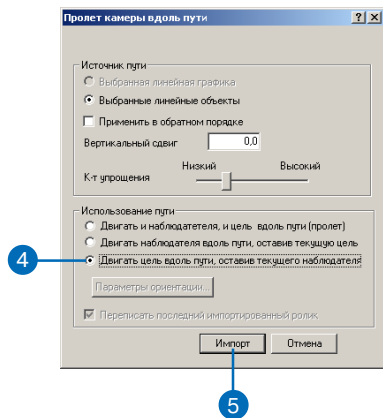 Пролет камеры вдоль пути
Источник пути
Выбранная линейная графика
Выбранные линейные объекты
Применить в обратном порядке
Вертикальный сдвиг 0,0
Низкий Высокий
К-т упрощения
Использование пути
Двигать и наблюдатетеля, и цель вдоль пути (пролет)
Двигать наблюдателя вдоль пути, оставив текущую цель
4 Двигать цель вдоль пути, оставив текущего наблюдателя
Параметры ориентации...
Переписать последний импортированный ролик
Импорт Отмена
5